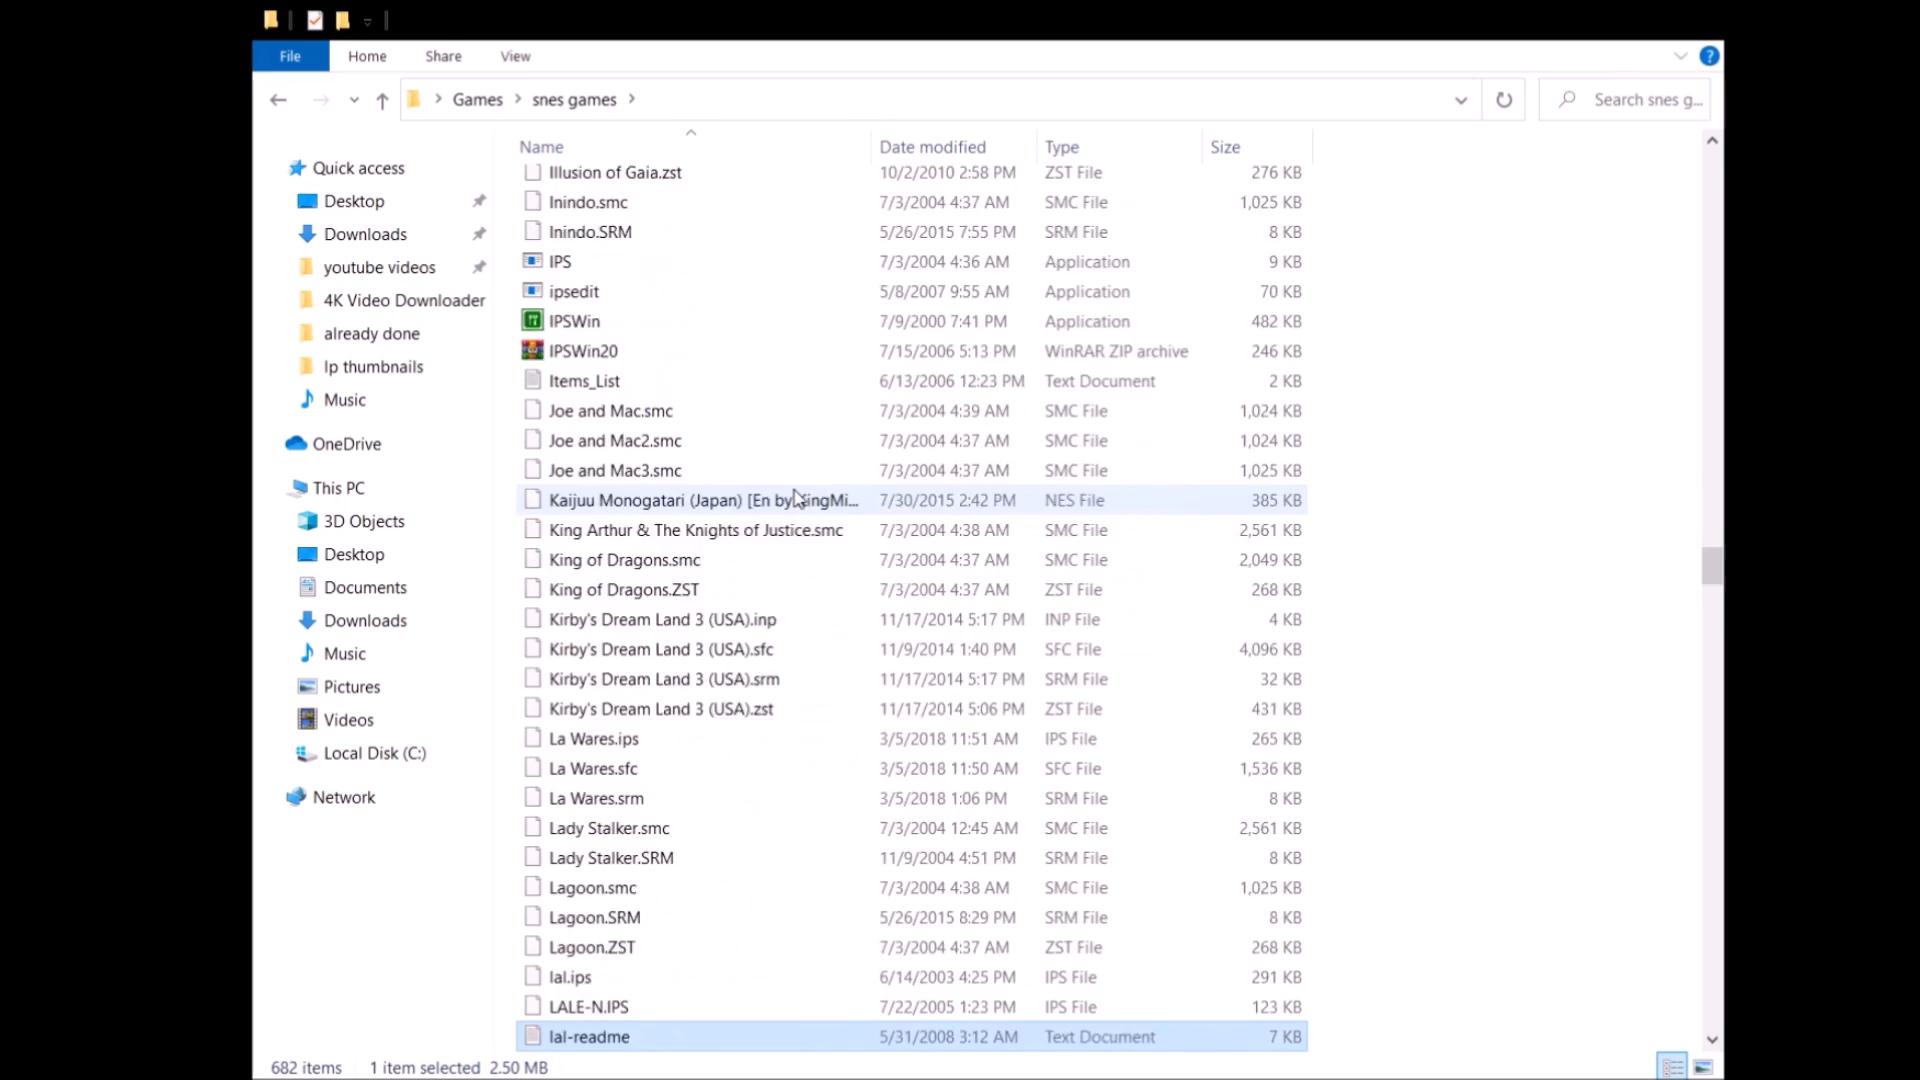 File Home Share View
Games snes games Search snes g...
Name Date modified Type Size
Quick access
Desktop
Downloads
youtube videos
4K Video Downloader
already done
lp thumbnails
Music
OneDrive
This PC
3D Objects
Desktop
Documents
Downloads
Music
Pictures
Videos
Local Disk (C:)
Network
Illusion of Gaia.zst 10/2/2010 2:58 PM ZST File 276 KB
Inindo.smc 7/3/2004 4:37 AM SMC File 1,025 KB
Inindo.SRM 5/26/2015 7:55 PM SRM File 8 KB
IPS 7/3/2004 4:36 AM Application 9 KB
ipsedit 5/8/2007 9:55 AM Application 70 KB
IPSWin 7/9/2000 7:41 PM Application 482 KB
IPSWin20 7/15/2006 5:13 PM WinRAR ZIP archive 246 KB
Items_List 6/13/2006 12:23 PM Text Document 2 KB
Joe and Mac.smc 7/3/2004 4:39 AM SMC File 1,024 KB
Joe and Mac2.smc 7/3/2004 4:37 AM SMC File 1,024 KB
Joe and Mac3.smc 7/3/2004 4:37 AM SMC File 1,025 KB
Kaijuu Monogatari (Japan) [En by KingMi... 7/30/2015 2:42 PM NES File 385 KB
King Arthur & The Knights of Justice.smc 7/3/2004 4:38 AM SMC File 2,561 KB
King of Dragons.smc 7/3/2004 4:37 AM SMC File 2,049 KB
King of Dragons.ZST 7/3/2004 4:37 AM ZST File 268 KB
Kirby's Dream Land 3 (USA).inp 11/17/2014 5:17 PM INP File 4 KB
Kirby's Dream Land 3 (USA).sfc 11/9/2014 1:40 PM SFC File 4,096 KB
Kirby's Dream Land 3 (USA).srm 11/17/2014 5:17 PM SRM File 32 KB
Kirby's Dream Land 3 (USA).zst 11/17/2014 5:06 PM ZST File 431 KB
La Wares.ips 3/5/2018 11:51 AM IPS File 265 KB
La Wares.sfc 3/5/2018 11:50 AM SFC File 1,536 KB
La Wares.srm 3/5/2018 1:06 PM SRM File 8 KB
Lady Stalker.smc 7/3/2004 12:45 AM SMC File 2,561 KB
Lady Stalker.SRM 11/9/2004 4:51 PM SRM File 8 KB
Lagoon.smc 7/3/2004 4:38 AM SMC File 1,025 KB
Lagoon.SRM 5/26/2015 8:29 PM SRM File 8 KB
Lagoon.ZST 7/3/2004 4:37 AM ZST File 268 KB
lal.ips 6/14/2003 4:25 PM IPS File 291 KB
LALE-N.IPS 7/22/2005 1:23 PM IPS File 123 KB
lal-readme 5/31/2008 3:12 AM Text Document 7 KB
682 items 1 item selected 2.50 MB